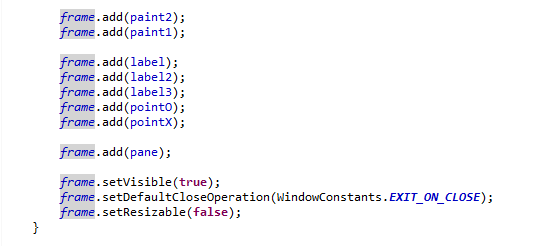 frame.add(paint2);
frame.add(paint1);
frame.add(label);
frame.add(label2);
frame.add(label3);
frame.add(pointO);
frame.add(pointX);
frame.add(pane);
frame.setVisible(true);
frame.setDefaultCloseOperation(WindowConstants.EXIT_ON_CLOSE);
frame.setResizable(false);
}